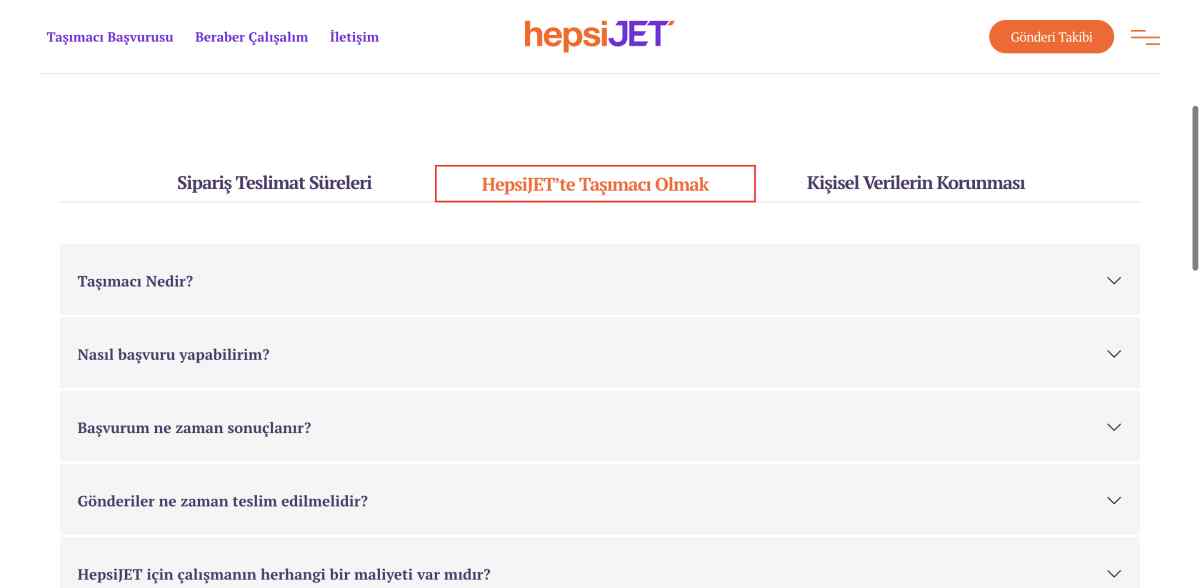 Taşımacı Başvurusu Beraber Çalışalım İletişim hepsiJET Gönderi Takibi
Sipariş Teslimat Süreleri HepsiJET’te Taşımacı Olmak Kişisel Verilerin Korunması
Taşımacı Nedir?
Nasıl başvuru yapabilirim?
Başvurum ne zaman sonuçlanır?
Gönderiler ne zaman teslim edilmelidir?
HepsiJET için çalışmanın herhangi bir maliyeti var mıdır?